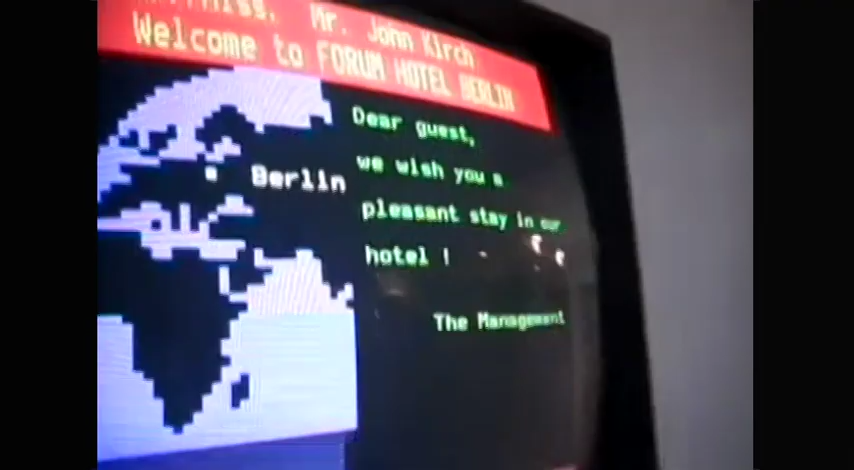 Mr. John Kirch
Welcome to FORUM HOTEL BERLIN
Dear guest,
we wish you a
Berlin
pleasant stay in our
hotel !
The Management